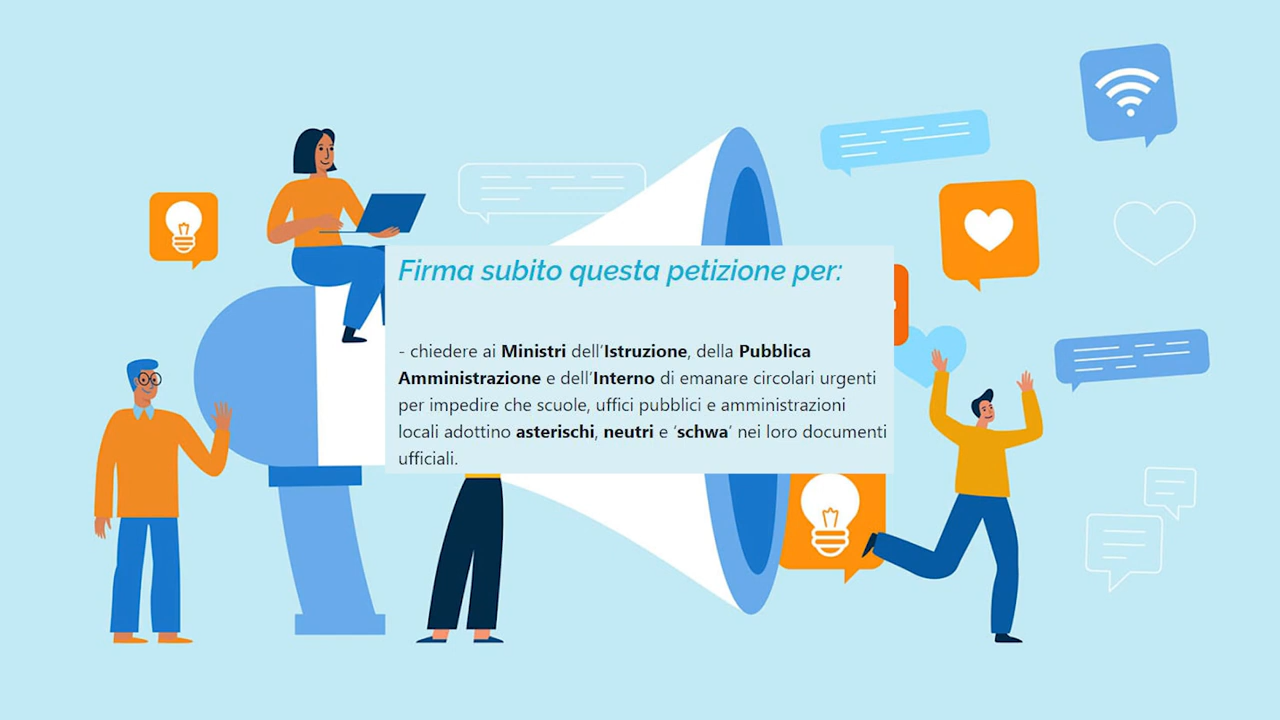 Firma subito questa petizione per:
- chiedere ai Ministri dell’Istruzione, della Pubblica
Amministrazione e dell’Interno di emanare circolari urgenti
per impedire che scuole, uffici pubblici e amministrazioni
locali adottino asterischi, neutri e ‘schwa’ nei loro documenti
ufficiali.